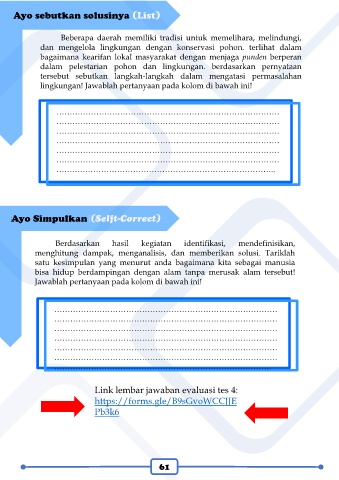 Ayo sebutkan solusinya (List)
Beberapa daerah memiliki tradisi untuk memelihara, melindungi,
dan mengelola lingkungan dengan konservasi pohon. terlihat dalam
bagaimana kearifan lokal masyarakat dengan menjaga punden berperan
dalam pelestarian pohon dan lingkungan. berdasarkan pernyataan
tersebut sebutkan langkah-langkah dalam mengatasi permasalahan
lingkungan! Jawablah pertanyaan pada kolom di bawah ini!
Ayo Simpulkan (Seljt-Correct)
Berdasarkan hasil kegiatan identifikasi, mendefinisikan,
menghitung dampak, menganalisis, dan memberikan solusi. Tariklah
satu kesimpulan yang menurut anda bagaimana kita sebagai manusia
bisa hidup berdampingan dengan alam tanpa merusak alam tersebut!
Jawablah pertanyaan pada kolom di bawah ini!
Link lembar jawaban evaluasi tes 4:
https://forms.gle/B9sGvoWCCJJE
Pb3k6
61